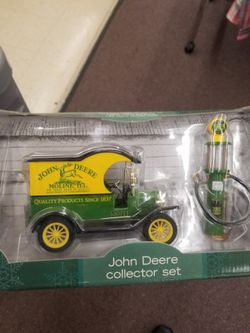 JOHN DEERE
MOLINE, ILL.
QUALITY PRODUCTS SINCE 1837
John Deere
collector set